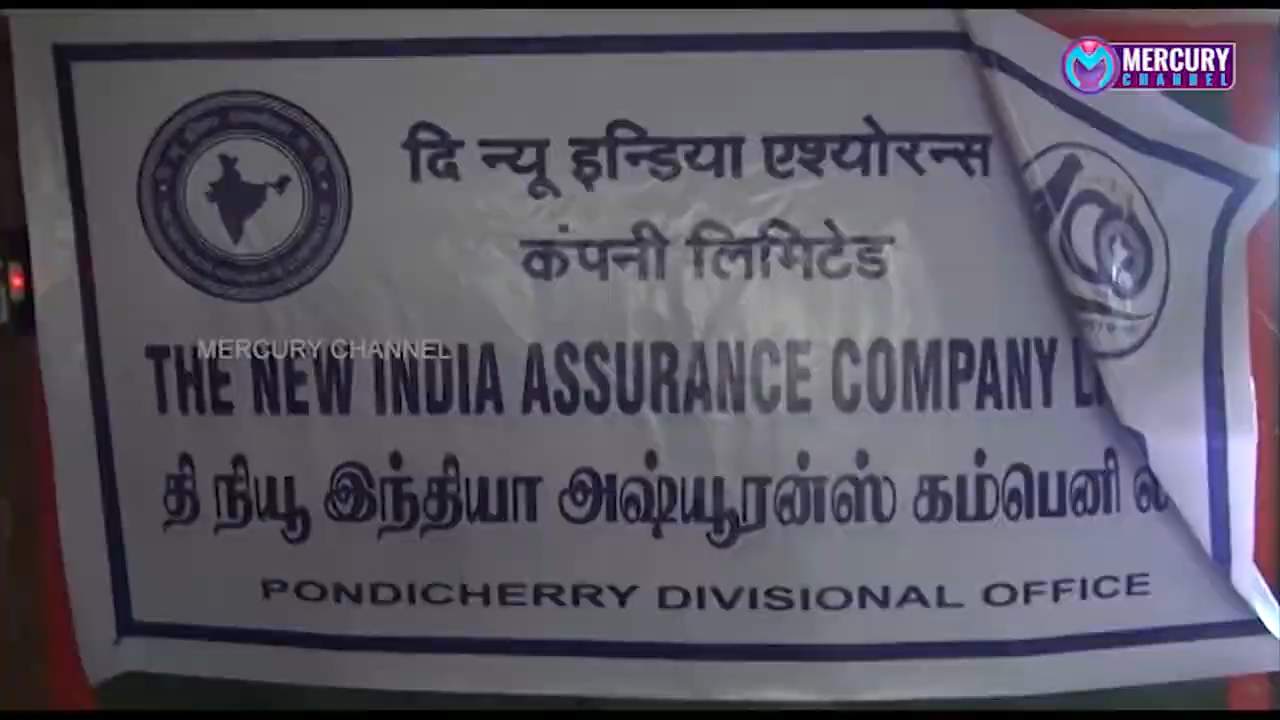 MERCURY
CHANNEL
दि न्यू इन्डिया एश्योरन्स
कंपनी लिमिटेड
MERCURY CHANNEL
THE NEW INDIA ASSURANCE COMPANY
தி நியூ இந்தியா அஷ்யூரன்ஸ் கம்பெனி
PONDICHERRY DIVISIONAL OFFICE